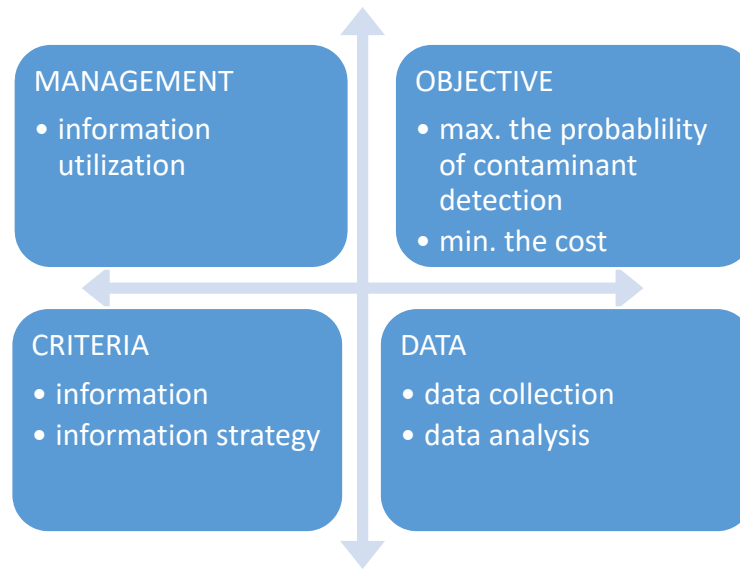 MANAGEMENT
• information
utilization
OBJECTIVE
• max. the probablility
of contaminant
detection
• min. the cost
CRITERIA
• information
• information strategy
DATA
• data collection
• data analysis